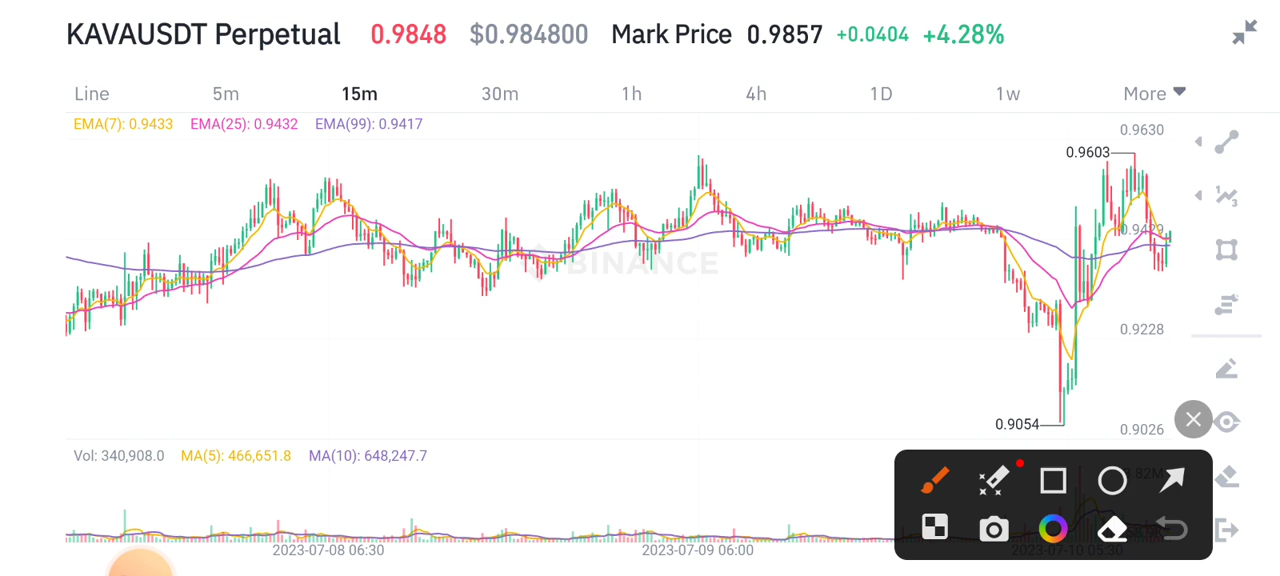 KAVAUSDT Perpetual 0.9848 $0.984800 Mark Price 0.9857 +0.0404 +4.28%
Line 5m 15m 30m 1h 4h 1D 1w More
EMA(7): 0.9433 EMA(25): 0.9432 EMA(99): 0.9417
0.9630
0.9603
0.9429
BINANCE
0.9228
0.9054
0.9026
Vol: 340,908.0 MA(5): 466,651.8 MA(10): 648,247.7
2023-07-08 06:30 2023-07-09 06:00 2023-07-10 05:30